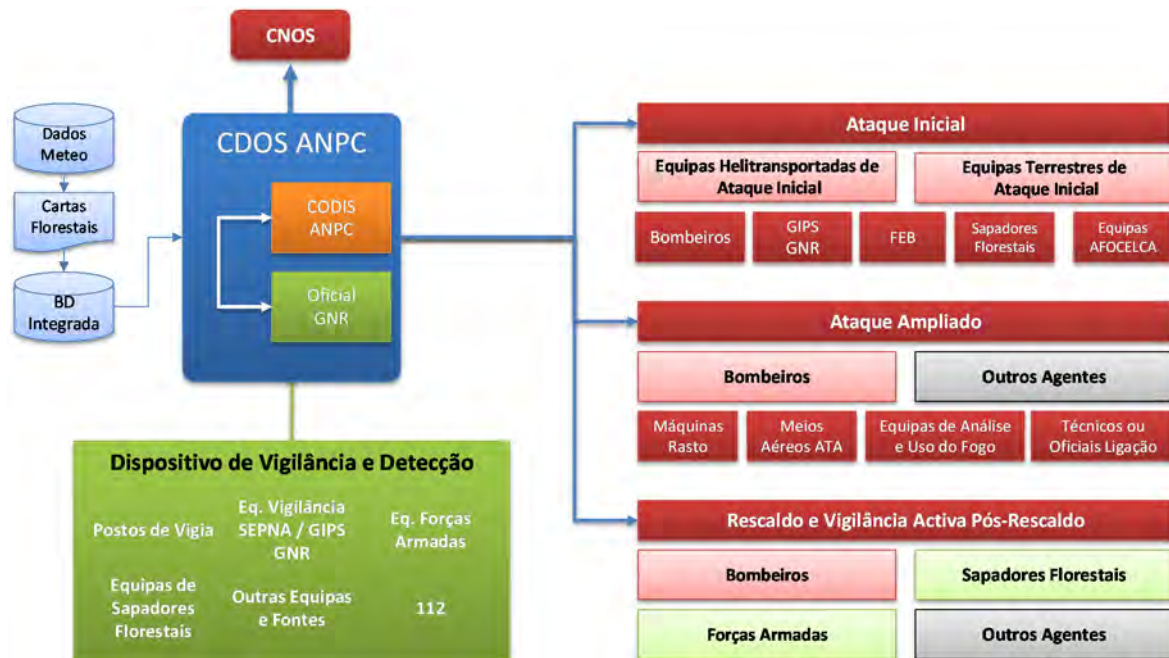 CNOS
Dados
Meteo
Cartas
Florestais
BD
Integrada
CDOS ANPC
CODIS
ANPC
Oficial
GNR
Dispositivo de Vigilância e Detecção
Postos de Vigia
Eq. Vigilância
SEPNA / GIPS
GNR
Eq. Forças
Armadas
Equipas de
Sapadores
Florestais
Outras Equipas
e Fontes
112
Ataque Inicial
Equipas Helitransportadas de
Ataque Inicial
Equipas Terrestres de
Ataque Inicial
Bombeiros
GIPS
GNR
FEB
Sapadores
Florestais
Equipas
AFOCELCA
Ataque Ampliado
Bombeiros
Outros Agentes
Máquinas
Rasto
Meios
Aéreos ATA
Equipas de Análise
e Uso do Fogo
Técnicos ou
Oficiais Ligação
Rescaldo e Vigilância Activa Pós-Rescaldo
Bombeiros
Sapadores Florestais
Forças Armadas
Outros Agentes